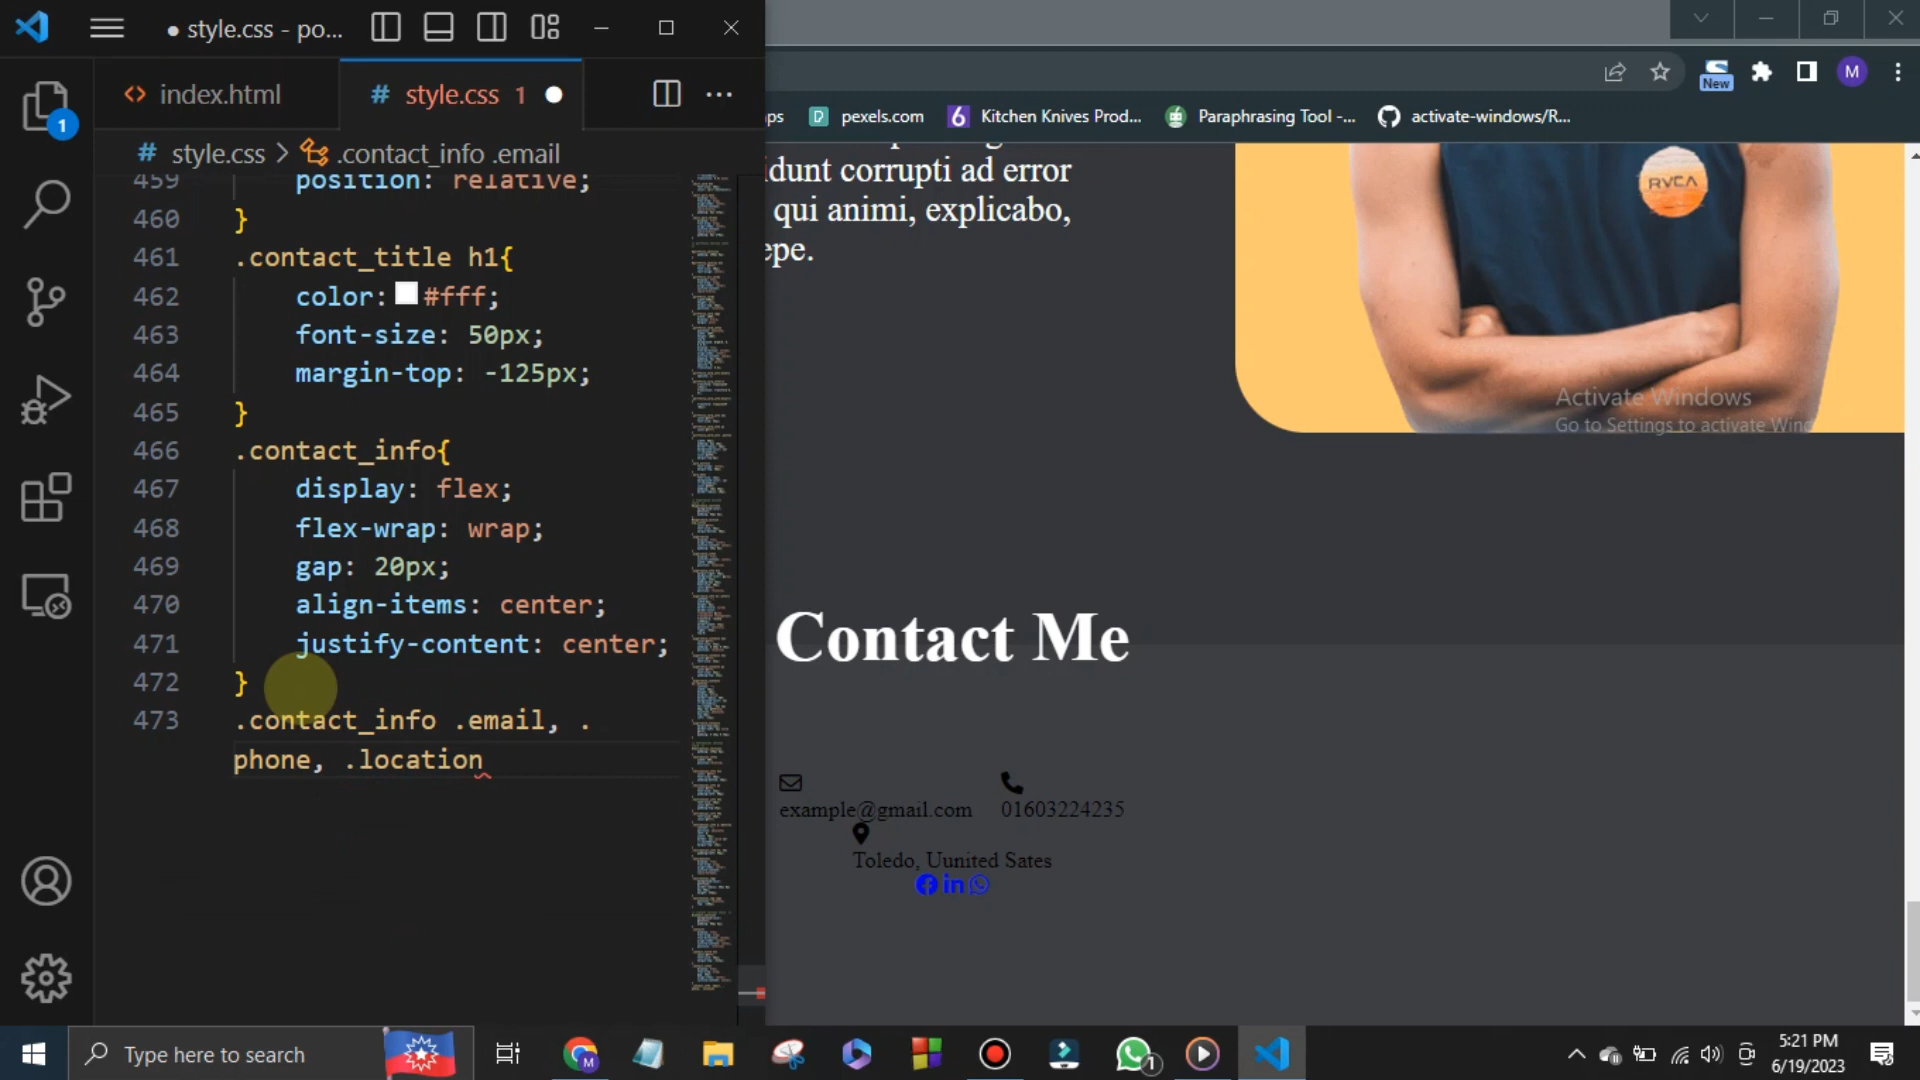 style.css - po...
index.html
# style.css 1
# style.css > .contact_info .email
459 position: relative;
460 }
461 .contact_title h1{
462 color: #fff;
463 font-size: 50px;
464 margin-top: -125px;
465 }
466 .contact_info{
467 display: flex;
468 flex-wrap: wrap;
469 gap: 20px;
470 align-items: center;
471 justify-content: center;
472 }
473 .contact_info .email, .
phone, .location
1
New
M
ps
pexels.com
Kitchen Knives Prod...
Paraphrasing Tool -...
activate-windows/R...
dunt corrupti ad error
qui animi, explicabo,
epe.
RVCA
Activate Windows
Go to Settings to activate Win
Contact Me
example@gmail.com
01603224235
Toledo, Uunited Sates
Type here to search
1
5:21 PM
6/19/2023